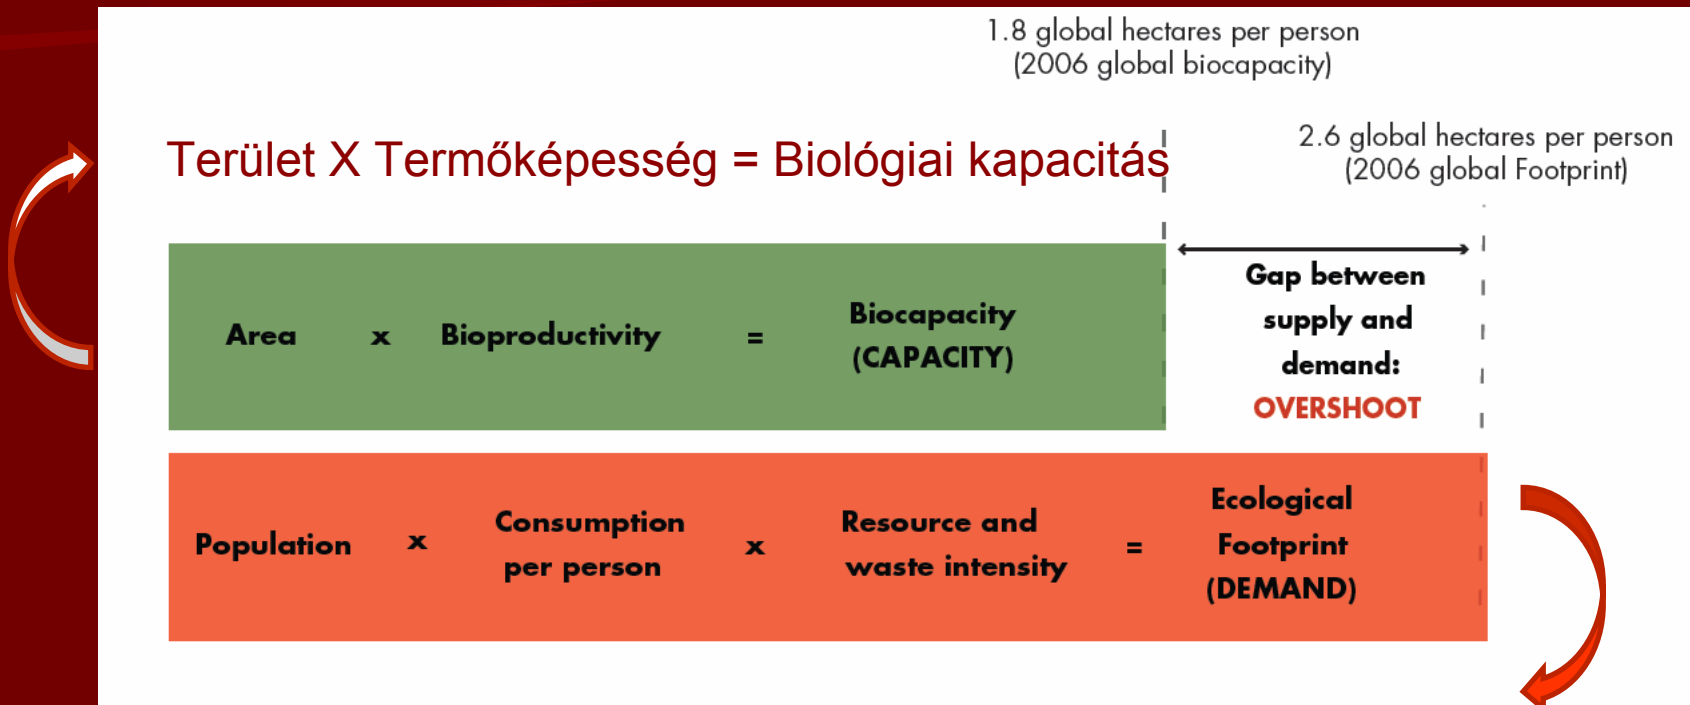 1.8 global hectares per person
(2006 global biocapacity)
2.6 global hectares per person
(2006 global Footprint)
Terület X Termőképesség = Biológiai kapacitás
Area x Bioproductivity = Biocapacity
(CAPACITY)
Gap between
supply and
demand:
OVERSHOOT
Population x Consumption
per person x Resource and
waste intensity = Ecological
Footprint
(DEMAND)